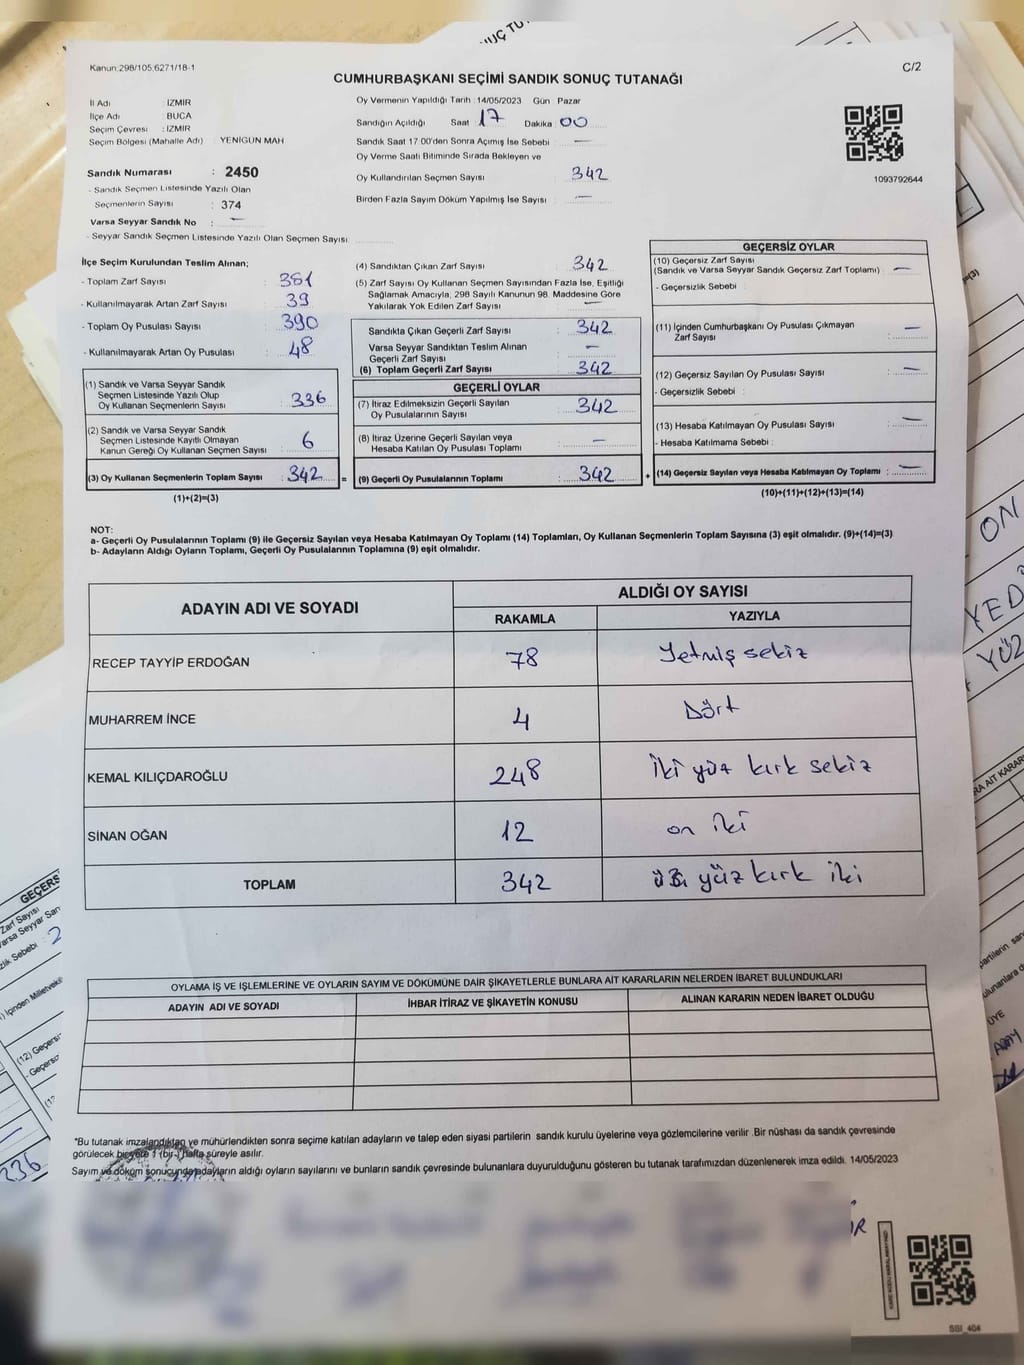 Kanun:298/105,6271/18-1
C/2
CUMHURBAŞKANI SEÇİMİ SANDIK SONUÇ TUTANAĞI
İl Adı : İZMİR
İlçe Adı : BUCA
Seçim Çevresi : İZMİR
Seçim Bölgesi (Mahalle Adı) : YENİGÜN MAH
Oy Vermenin Yapıldığı Tarih :14/05/2023 Gün Pazar
Sandığın Açıldığı Saat 17 Dakika 00
Sandık Saat 17.00'den Sonra Açımış İse Sebebi : —
Oy Verme Saati Bitiminde Sırada Bekleyen ve
Oy Kullandırılan Seçmen Sayısı : 342
Birden Fazla Sayım Döküm Yapılmış İse Sayısı : —
1093792644
Sandık Numarası : 2450
- Sandık Seçmen Listesinde Yazılı Olan
Seçmenlerin Sayısı : 374
Varsa Seyyar Sandık No : —
- Seyyar Sandık Seçmen Listesinde Yazılı Olan Seçmen Sayısı:
İlçe Seçim Kurulundan Teslim Alınan;
- Toplam Zarf Sayısı : 381
- Kullanılmayarak Artan Zarf Sayısı : 39
- Toplam Oy Pusulası Sayısı : 390
- Kullanılmayarak Artan Oy Pusulası : 48
(1) Sandık ve Varsa Seyyar Sandık
Seçmen Listesinde Yazılı Olup
Oy Kullanan Seçmenlerin Sayısı : 336
(2) Sandık ve Varsa Seyyar Sandık
Seçmen Listesinde Kayıtlı Olmayan
Kanun Gereği Oy Kullanan Seçmen Sayısı : 6
(3) Oy Kullanan Seçmenlerin Toplam Sayısı : 342
(1)+(2)=(3)
(4) Sandıktan Çıkan Zarf Sayısı : 342
(5) Zarf Sayısı Oy Kullanan Seçmen Sayısından Fazla İse, Eşitliği
Sağlamak Amacıyla, 298 Sayılı Kanunun 98. Maddesine Göre
Yakılarak Yok Edilen Zarf Sayısı : —
Sandıkta Çıkan Geçerli Zarf Sayısı : 342
Varsa Seyyar Sandıktan Teslim Alınan
Geçerli Zarf Sayısı : —
(6) Toplam Geçerli Zarf Sayısı : 342
GEÇERLİ OYLAR
(7) İtiraz Edilmeksizin Geçerli Sayılan
Oy Pusulalarının Sayısı : 342
(8) İtiraz Üzerine Geçerli Sayılan veya
Hesaba Katılan Oy Pusulası Toplamı : —
= (9) Geçerli Oy Pusulalarının Toplamı : 342 +
GEÇERSİZ OYLAR
(10) Geçersiz Zarf Sayısı
(Sandık ve Varsa Seyyar Sandık Geçersiz Zarf Toplamı) : —
- Geçersizlik Sebebi :
(11) İçinden Cumhurbaşkanı Oy Pusulası Çıkmayan
Zarf Sayısı : —
(12) Geçersiz Sayılan Oy Pusulası Sayısı : —
- Geçersizlik Sebebi :
(13) Hesaba Katılmayan Oy Pusulası Sayısı : —
- Hesaba Katılmama Sebebi :
(14) Geçersiz Sayılan veya Hesaba Katılmayan Oy Toplamı : —
(10)+(11)+(12)+(13)=(14)
NOT:
a- Geçerli Oy Pusulalarının Toplamı (9) ile Geçersiz Sayılan veya Hesaba Katılmayan Oy Toplamı (14) Toplamları, Oy Kullanan Seçmenlerin Toplam Sayısına (3) eşit olmalıdır. (9)+(14)=(3)
b- Adayların Aldığı Oyların Toplamı, Geçerli Oy Pusulalarının Toplamına (9) eşit olmalıdır.
ADAYIN ADI VE SOYADI
ALDIĞI OY SAYISI
RAKAMLA YAZIYLA
RECEP TAYYİP ERDOĞAN 78 Yetmiş sekiz
MUHARREM İNCE 4 Dört
KEMAL KILIÇDAROĞLU 248 İki yüz kırk sekiz
SİNAN OĞAN 12 on iki
TOPLAM 342 üç yüz kırk iki
OYLAMA İŞ VE İŞLEMLERİNE VE OYLARIN SAYIM VE DÖKÜMÜNE DAİR ŞİKAYETLERLE BUNLARA AİT KARARLARIN NELERDEN İBARET BULUNDUKLARI
ADAYIN ADI VE SOYADI İHBAR İTİRAZ VE ŞİKAYETİN KONUSU ALINAN KARARIN NEDEN İBARET OLDUĞU
*Bu tutanak imzalandıktan ve mühürlendikten sonra seçime katılan adayların ve talep eden siyasi partilerin sandık kurulu üyelerine veya gözlemcilerine verilir .Bir nüshası da sandık çevresinde
görülecek bir yere 1 (bir-) hafta süreyle asılır.
Sayım ve döküm sonucunda adayların aldığı oyların sayılarını ve bunların sandık çevresinde bulunanlara duyurulduğunu gösteren bu tutanak tarafımızdan düzenlenerek imza edildi. 14/05/2023
SSI_404
ON
YEDİ
YÜZ
GEÇERS
Zarf Sayısı
(12) Geçers
336
ÜYE